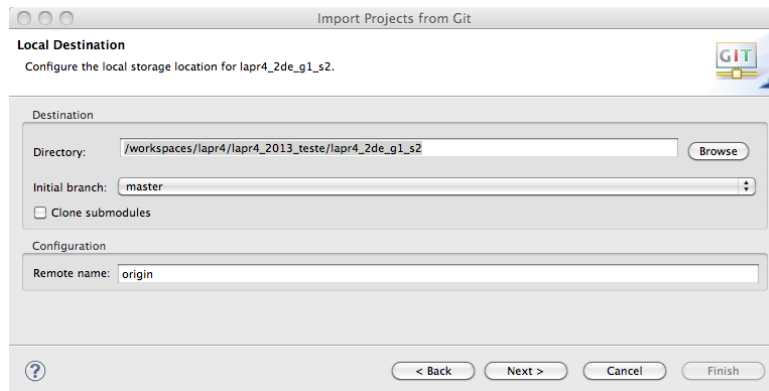 Import Projects from Git
Local Destination
Configure the local storage location for lapr4_2de_g1_s2.
GIT
Destination
Directory: /workspaces/lapr4/lapr4_2013_teste/lapr4_2de_g1_s2 Browse
Initial branch: master
Clone submodules
Configuration
Remote name: origin
? < Back Next > Cancel Finish